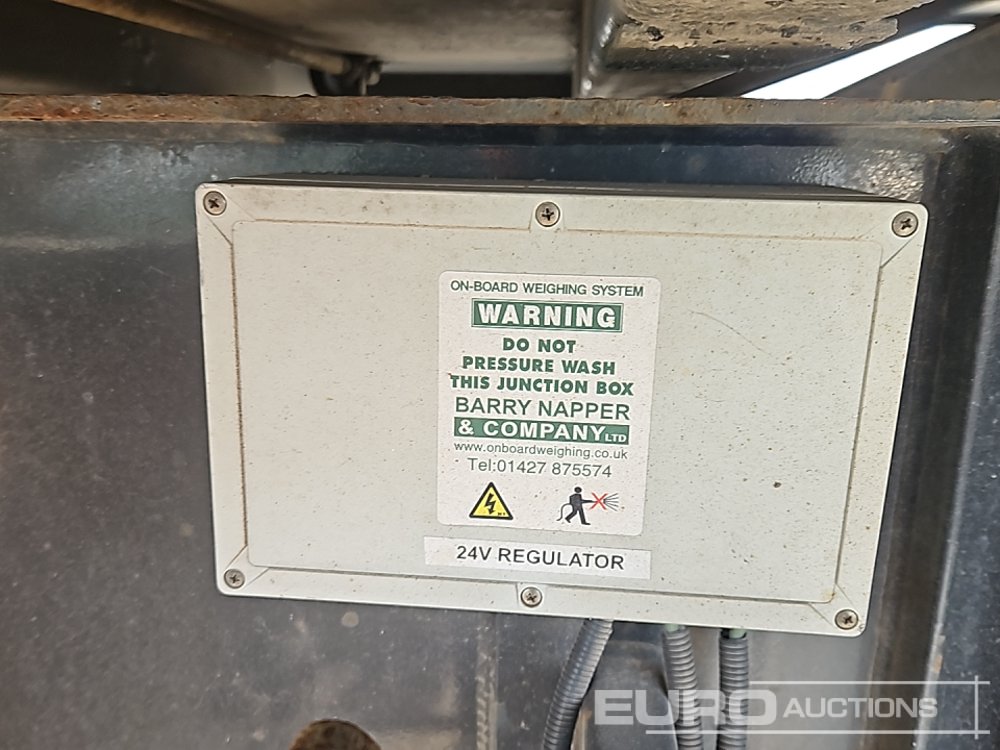 ON-BOARD WEIGHING SYSTEM
WARNING
DO NOT
PRESSURE WASH
THIS JUNCTION BOX
BARRY NAPPER
& COMPANY LTD
www.onboardweighing.co.uk
Tel:01427 875574
24V REGULATOR
EURO AUCTIONS